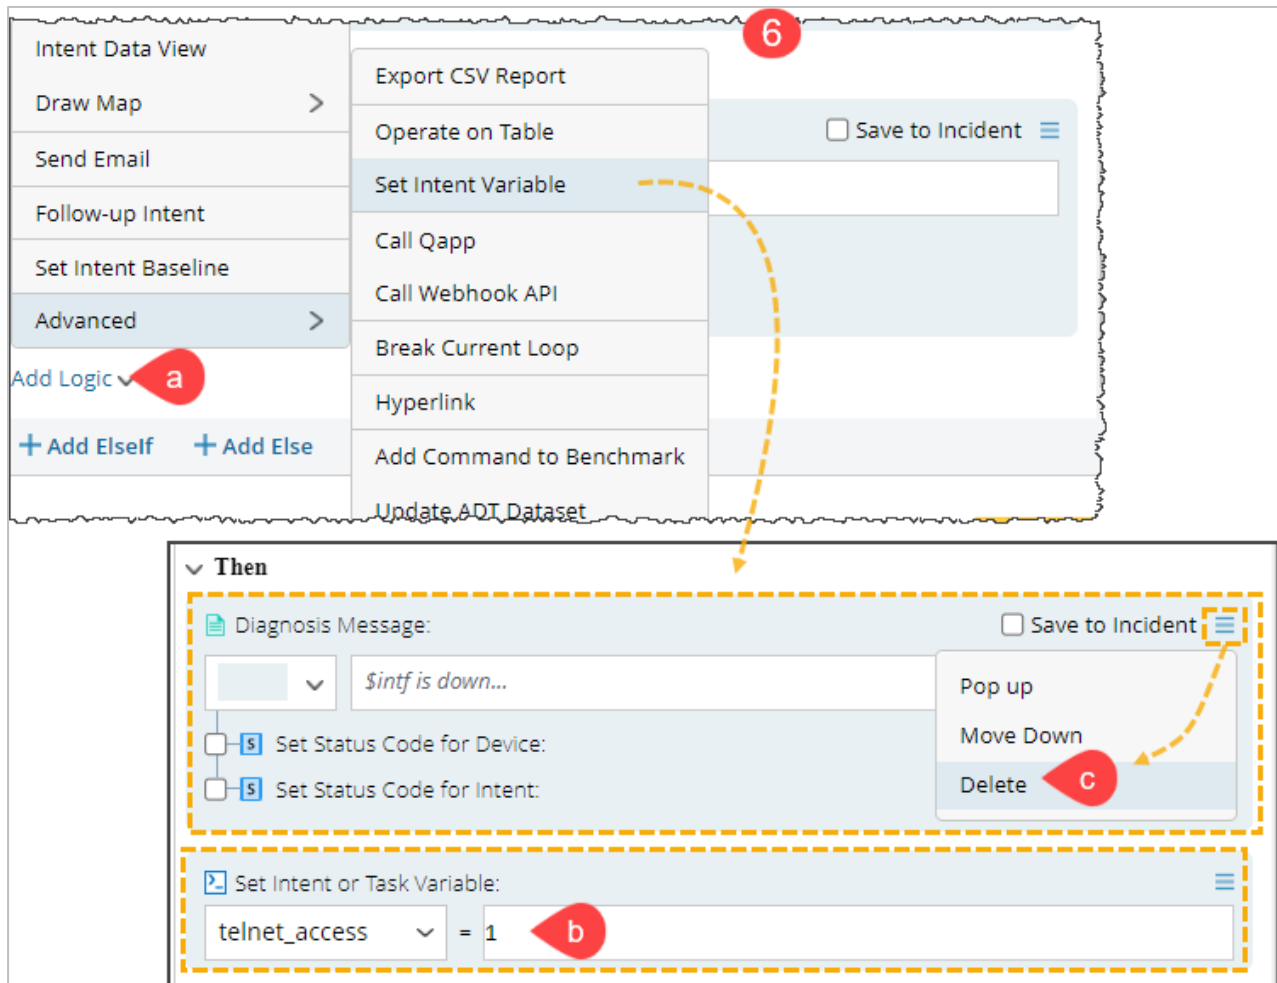 6
Intent Data View
Draw Map
Send Email
Follow-up Intent
Set Intent Baseline
Advanced
Add Logic
a
+ Add ElseIf + Add Else
Export CSV Report
Operate on Table
Set Intent Variable
Call Qapp
Call Webhook API
Break Current Loop
Hyperlink
Add Command to Benchmark
Update ADT Dataset
Save to Incident
Then
Diagnosis Message:
Save to Incident
$intf is down...
S Set Status Code for Device:
S Set Status Code for Intent:
Pop up
Move Down
Delete
c
Set Intent or Task Variable:
telnet_access = 1
b